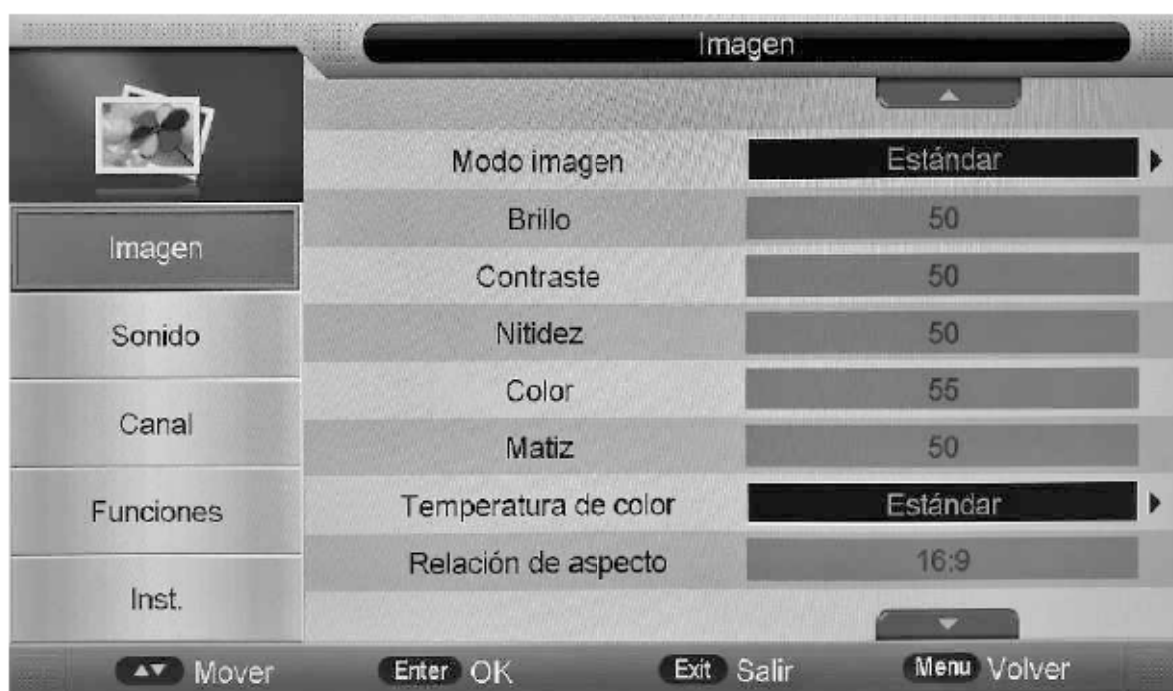 Imagen
Modo imagen Estándar
Brillo 50
Contraste 50
Nitidez 50
Color 55
Matiz 50
Temperatura de color Estándar
Relación de aspecto 16:9
Imagen
Sonido
Canal
Funciones
Inst.
Mover Enter OK Exit Salir Menu Volver